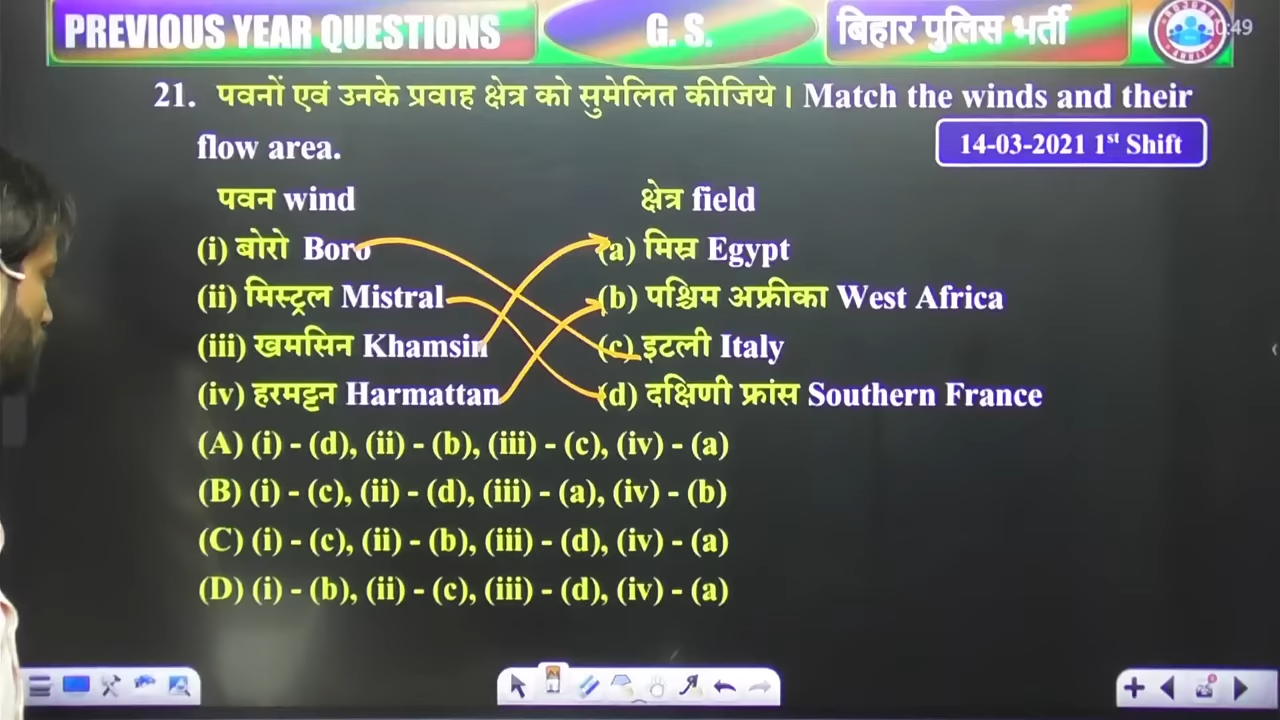 PREVIOUS YEAR QUESTIONS G. S. बिहार पुलिस भर्ती :49
21. पवनों एवं उनके प्रवाह क्षेत्र को सुमेलित कीजिये। Match the winds and their
flow area. 14-03-2021 1st Shift
पवन wind क्षेत्र field
(i) बोरो Boro (a) मिस्र Egypt
(ii) मिस्ट्रल Mistral (b) पश्चिम अफ्रीका West Africa
(iii) खमसिन Khamsin (c) इटली Italy
(iv) हरमट्टन Harmattan (d) दक्षिणी फ्रांस Southern France
(A) (i) - (d), (ii) - (b), (iii) - (c), (iv) - (a)
(B) (i) - (c), (ii) - (d), (iii) - (a), (iv) - (b)
(C) (i) - (c), (ii) - (b), (iii) - (d), (iv) - (a)
(D) (i) - (b), (ii) - (c), (iii) - (d), (iv) - (a)